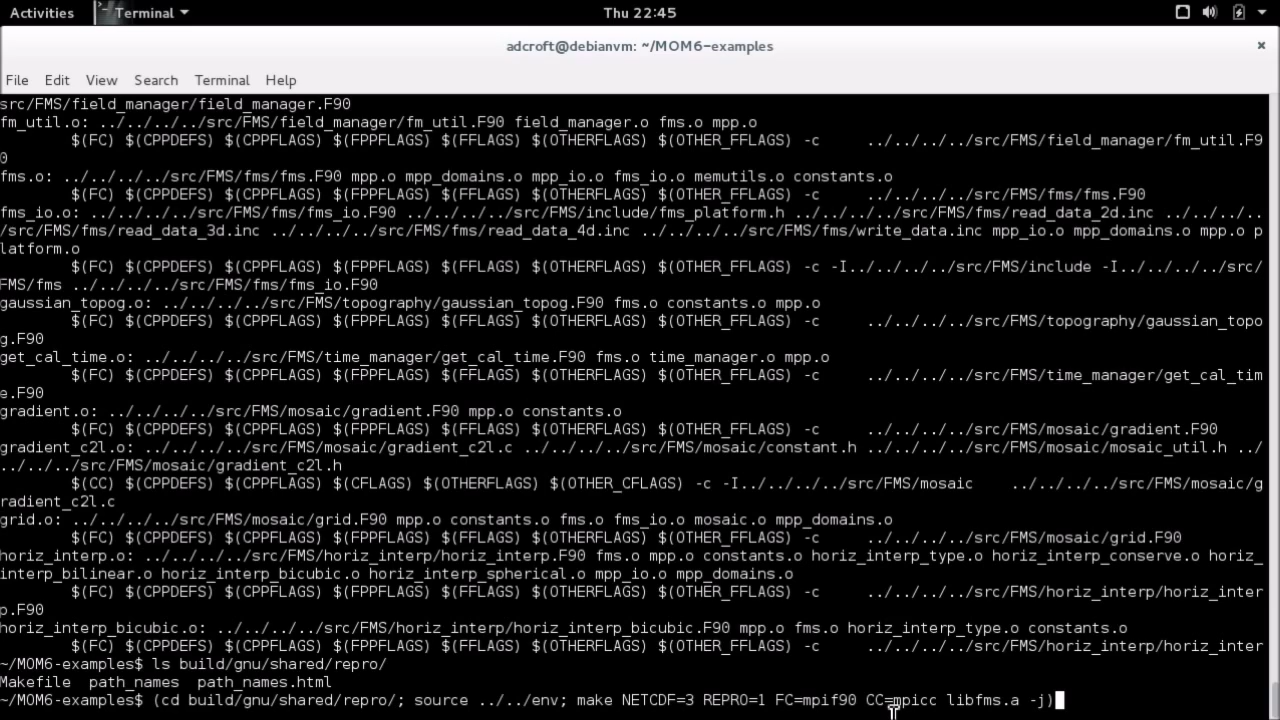 Activities Terminal Thu 22:45
adcroft@debianvm: ~/MOM6-examples
File Edit View Search Terminal Help
src/FMS/field_manager/field_manager.F90
fm_util.o: ../../../../src/FMS/field_manager/fm_util.F90 field_manager.o fms.o mpp.o
$(FC) $(CPPDEFS) $(CPPFLAGS) $(FPPFLAGS) $(FFLAGS) $(OTHERFLAGS) $(OTHER_FFLAGS) -c ../../../../src/FMS/field_manager/fm_util.F9
0
fms.o: ../../../../src/FMS/fms/fms.F90 mpp.o mpp_domains.o mpp_io.o fms_io.o memutils.o constants.o
$(FC) $(CPPDEFS) $(CPPFLAGS) $(FPPFLAGS) $(FFLAGS) $(OTHERFLAGS) $(OTHER_FFLAGS) -c ../../../../src/FMS/fms/fms.F90
fms_io.o: ../../../../src/FMS/fms/fms_io.F90 ../../../../src/FMS/include/fms_platform.h ../../../../src/FMS/fms/read_data_2d.inc ../../..
/src/FMS/fms/read_data_3d.inc ../../../../src/FMS/fms/read_data_4d.inc ../../../../src/FMS/fms/write_data.inc mpp_io.o mpp_domains.o mpp.o p
latform.o
$(FC) $(CPPDEFS) $(CPPFLAGS) $(FPPFLAGS) $(FFLAGS) $(OTHERFLAGS) $(OTHER_FFLAGS) -c -I../../../../src/FMS/include -I../../../../src/
FMS/fms ../../../../src/FMS/fms/fms_io.F90
gaussian_topog.o: ../../../../src/FMS/topography/gaussian_topog.F90 fms.o constants.o mpp.o
$(FC) $(CPPDEFS) $(CPPFLAGS) $(FPPFLAGS) $(FFLAGS) $(OTHERFLAGS) $(OTHER_FFLAGS) -c ../../../../src/FMS/topography/gaussian_topo
g.F90
get_cal_time.o: ../../../../src/FMS/time_manager/get_cal_time.F90 fms.o time_manager.o mpp.o
$(FC) $(CPPDEFS) $(CPPFLAGS) $(FPPFLAGS) $(FFLAGS) $(OTHERFLAGS) $(OTHER_FFLAGS) -c ../../../../src/FMS/time_manager/get_cal_tim
e.F90
gradient.o: ../../../../src/FMS/mosaic/gradient.F90 mpp.o constants.o
$(FC) $(CPPDEFS) $(CPPFLAGS) $(FPPFLAGS) $(FFLAGS) $(OTHERFLAGS) $(OTHER_FFLAGS) -c ../../../../src/FMS/mosaic/gradient.F90
gradient_c2l.o: ../../../../src/FMS/mosaic/gradient_c2l.c ../../../../src/FMS/mosaic/constant.h ../../../../src/FMS/mosaic/mosaic_util.h ../
../../../src/FMS/mosaic/gradient_c2l.h
$(CC) $(CPPDEFS) $(CPPFLAGS) $(CFLAGS) $(OTHERFLAGS) $(OTHER_CFLAGS) -c -I../../../../src/FMS/mosaic ../../../../src/FMS/mosaic/g
radient_c2l.c
grid.o: ../../../../src/FMS/mosaic/grid.F90 mpp.o constants.o fms.o fms_io.o mosaic.o mpp_domains.o
$(FC) $(CPPDEFS) $(CPPFLAGS) $(FPPFLAGS) $(FFLAGS) $(OTHERFLAGS) $(OTHER_FFLAGS) -c ../../../../src/FMS/mosaic/grid.F90
horiz_interp.o: ../../../../src/FMS/horiz_interp/horiz_interp.F90 fms.o mpp.o constants.o horiz_interp_type.o horiz_interp_conserve.o horiz_
interp_bilinear.o horiz_interp_bicubic.o horiz_interp_spherical.o mpp_io.o mpp_domains.o
$(FC) $(CPPDEFS) $(CPPFLAGS) $(FPPFLAGS) $(FFLAGS) $(OTHERFLAGS) $(OTHER_FFLAGS) -c ../../../../src/FMS/horiz_interp/horiz_inter
p.F90
horiz_interp_bicubic.o: ../../../../src/FMS/horiz_interp/horiz_interp_bicubic.F90 mpp.o fms.o horiz_interp_type.o constants.o
$(FC) $(CPPDEFS) $(CPPFLAGS) $(FPPFLAGS) $(FFLAGS) $(OTHERFLAGS) $(OTHER_FFLAGS) -c ../../../../src/FMS/horiz_interp/horiz_inter
~/MOM6-examples$ ls build/gnu/shared/repro/
Makefile path_names path_names.html
~/MOM6-examples$ (cd build/gnu/shared/repro/; source ../../env; make NETCDF=3 REPRO=1 FC=mpif90 CC=mpicc libfms.a -j)